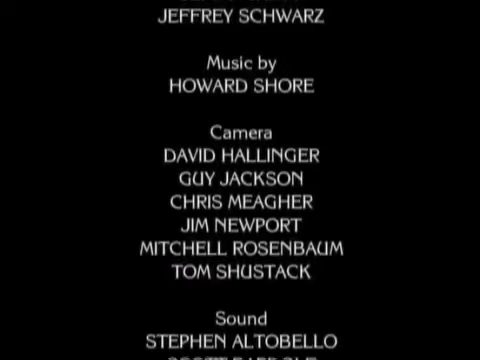 JEFFREY SCHWARZ
Music by
HOWARD SHORE
Camera
DAVID HALLINGER
GUY JACKSON
CHRIS MEAGHER
JIM NEWPORT
MITCHELL ROSENBAUM
TOM SHUSTACK
Sound
STEPHEN ALTOBELLO